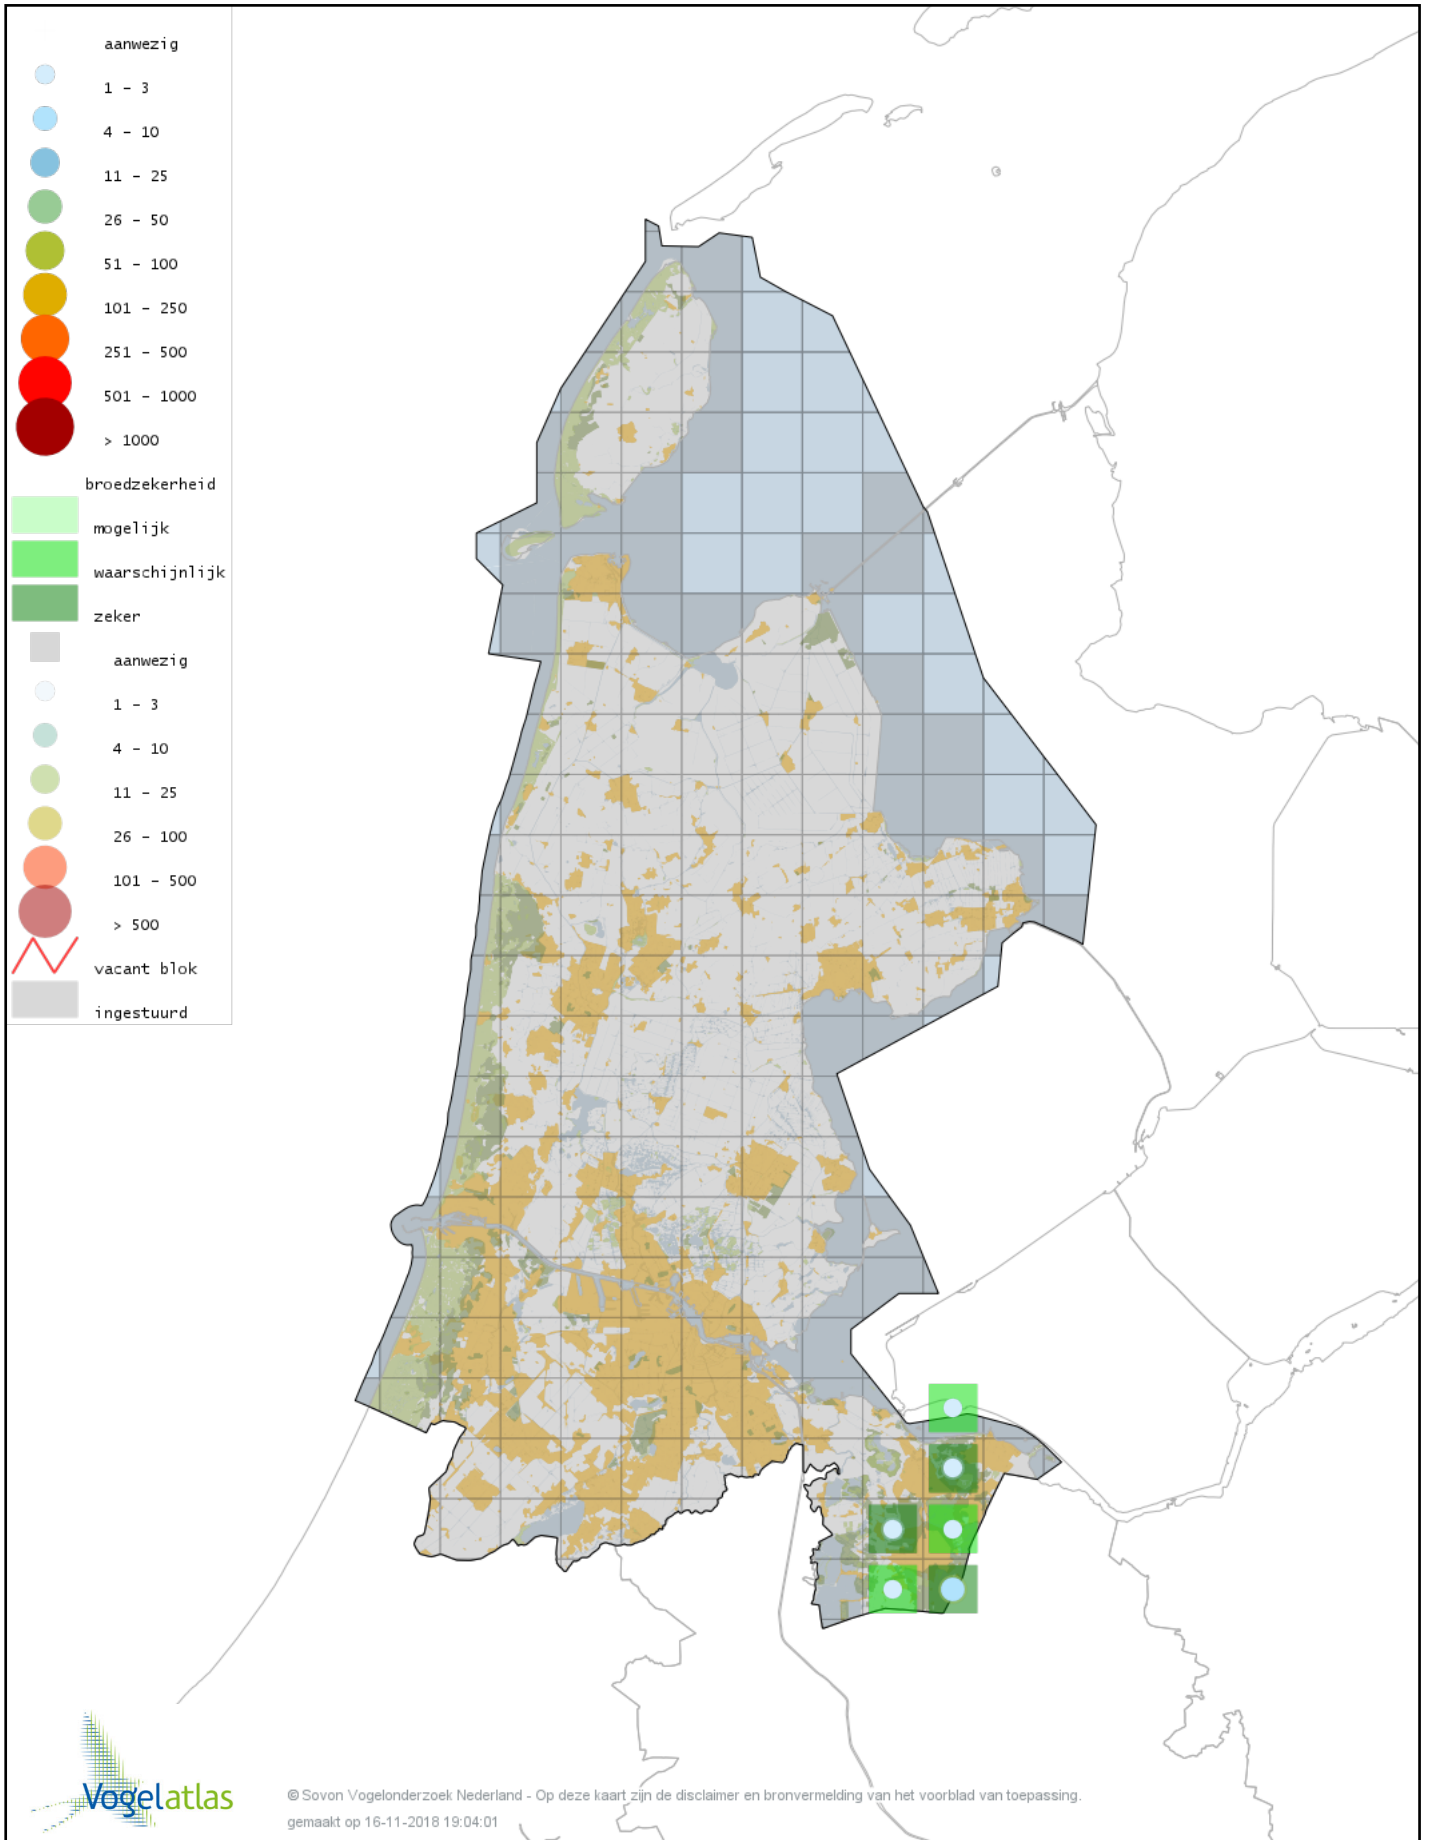 aanwezig
1 - 3
4 - 10
11 - 25
26 - 50
51 - 100
101 - 250
251 - 500
501 - 1000
> 1000
broedzekerheid
mogelijk
waarschijnlijk
zeker
aanwezig
1 - 3
4 - 10
11 - 25
26 - 100
101 - 500
> 500
vacant blok
ingestuurd
Vogelatlas
© Sovon Vogelonderzoek Nederland - Op deze kaart zijn de disclaimer en bronvermelding van het voorblad van toepassing.
gemaakt op 16-11-2018 19:04:01